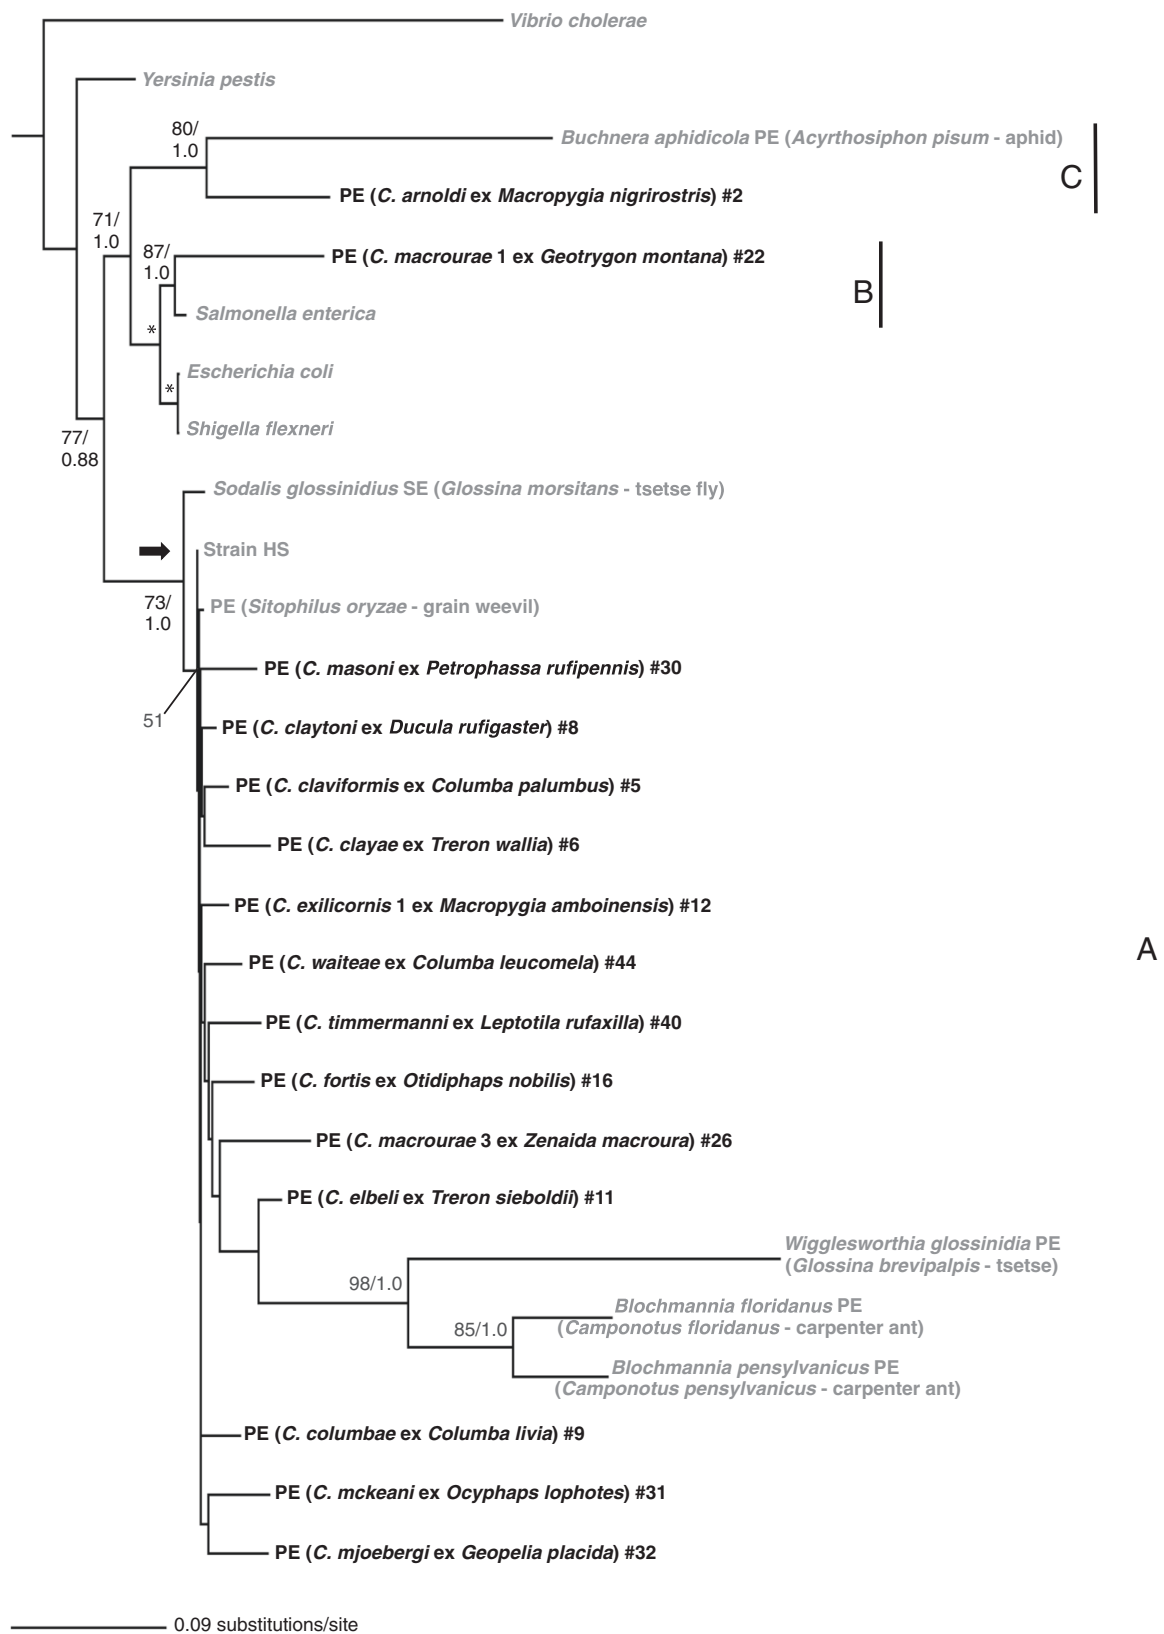 Vibrio cholerae
Yersinia pestis
80/
1.0
Buchnera aphidicola PE (Acyrthosiphon pisum - aphid)
C
PE (C. arnoldi ex Macropygia nigrirostris) #2
71/
1.0
87/
1.0
PE (C. macrourae 1 ex Geotrygon montana) #22
B
Salmonella enterica
*
Escherichia coli
*
Shigella flexneri
77/
0.88
Sodalis glossinidius SE (Glossina morsitans - tsetse fly)
Strain HS
73/
1.0
PE (Sitophilus oryzae - grain weevil)
PE (C. masoni ex Petrophassa rufipennis) #30
51
PE (C. claytoni ex Ducula rufigaster) #8
PE (C. claviformis ex Columba palumbus) #5
PE (C. clayae ex Treron wallia) #6
PE (C. exilicornis 1 ex Macropygia amboinensis) #12
A
PE (C. waiteae ex Columba leucomela) #44
PE (C. timmermanni ex Leptotila rufaxilla) #40
PE (C. fortis ex Otidiphaps nobilis) #16
PE (C. macrourae 3 ex Zenaida macroura) #26
PE (C. elbeli ex Treron sieboldii) #11
Wigglesworthia glossinidia PE
(Glossina brevipalpis - tsetse)
98/1.0
Blochmannia floridanus PE
(Camponotus floridanus - carpenter ant)
85/1.0
Blochmannia pensylvanicus PE
(Camponotus pensylvanicus - carpenter ant)
PE (C. columbae ex Columba livia) #9
PE (C. mckeani ex Ocyphaps lophotes) #31
PE (C. mjoebergi ex Geopelia placida) #32
0.09 substitutions/site